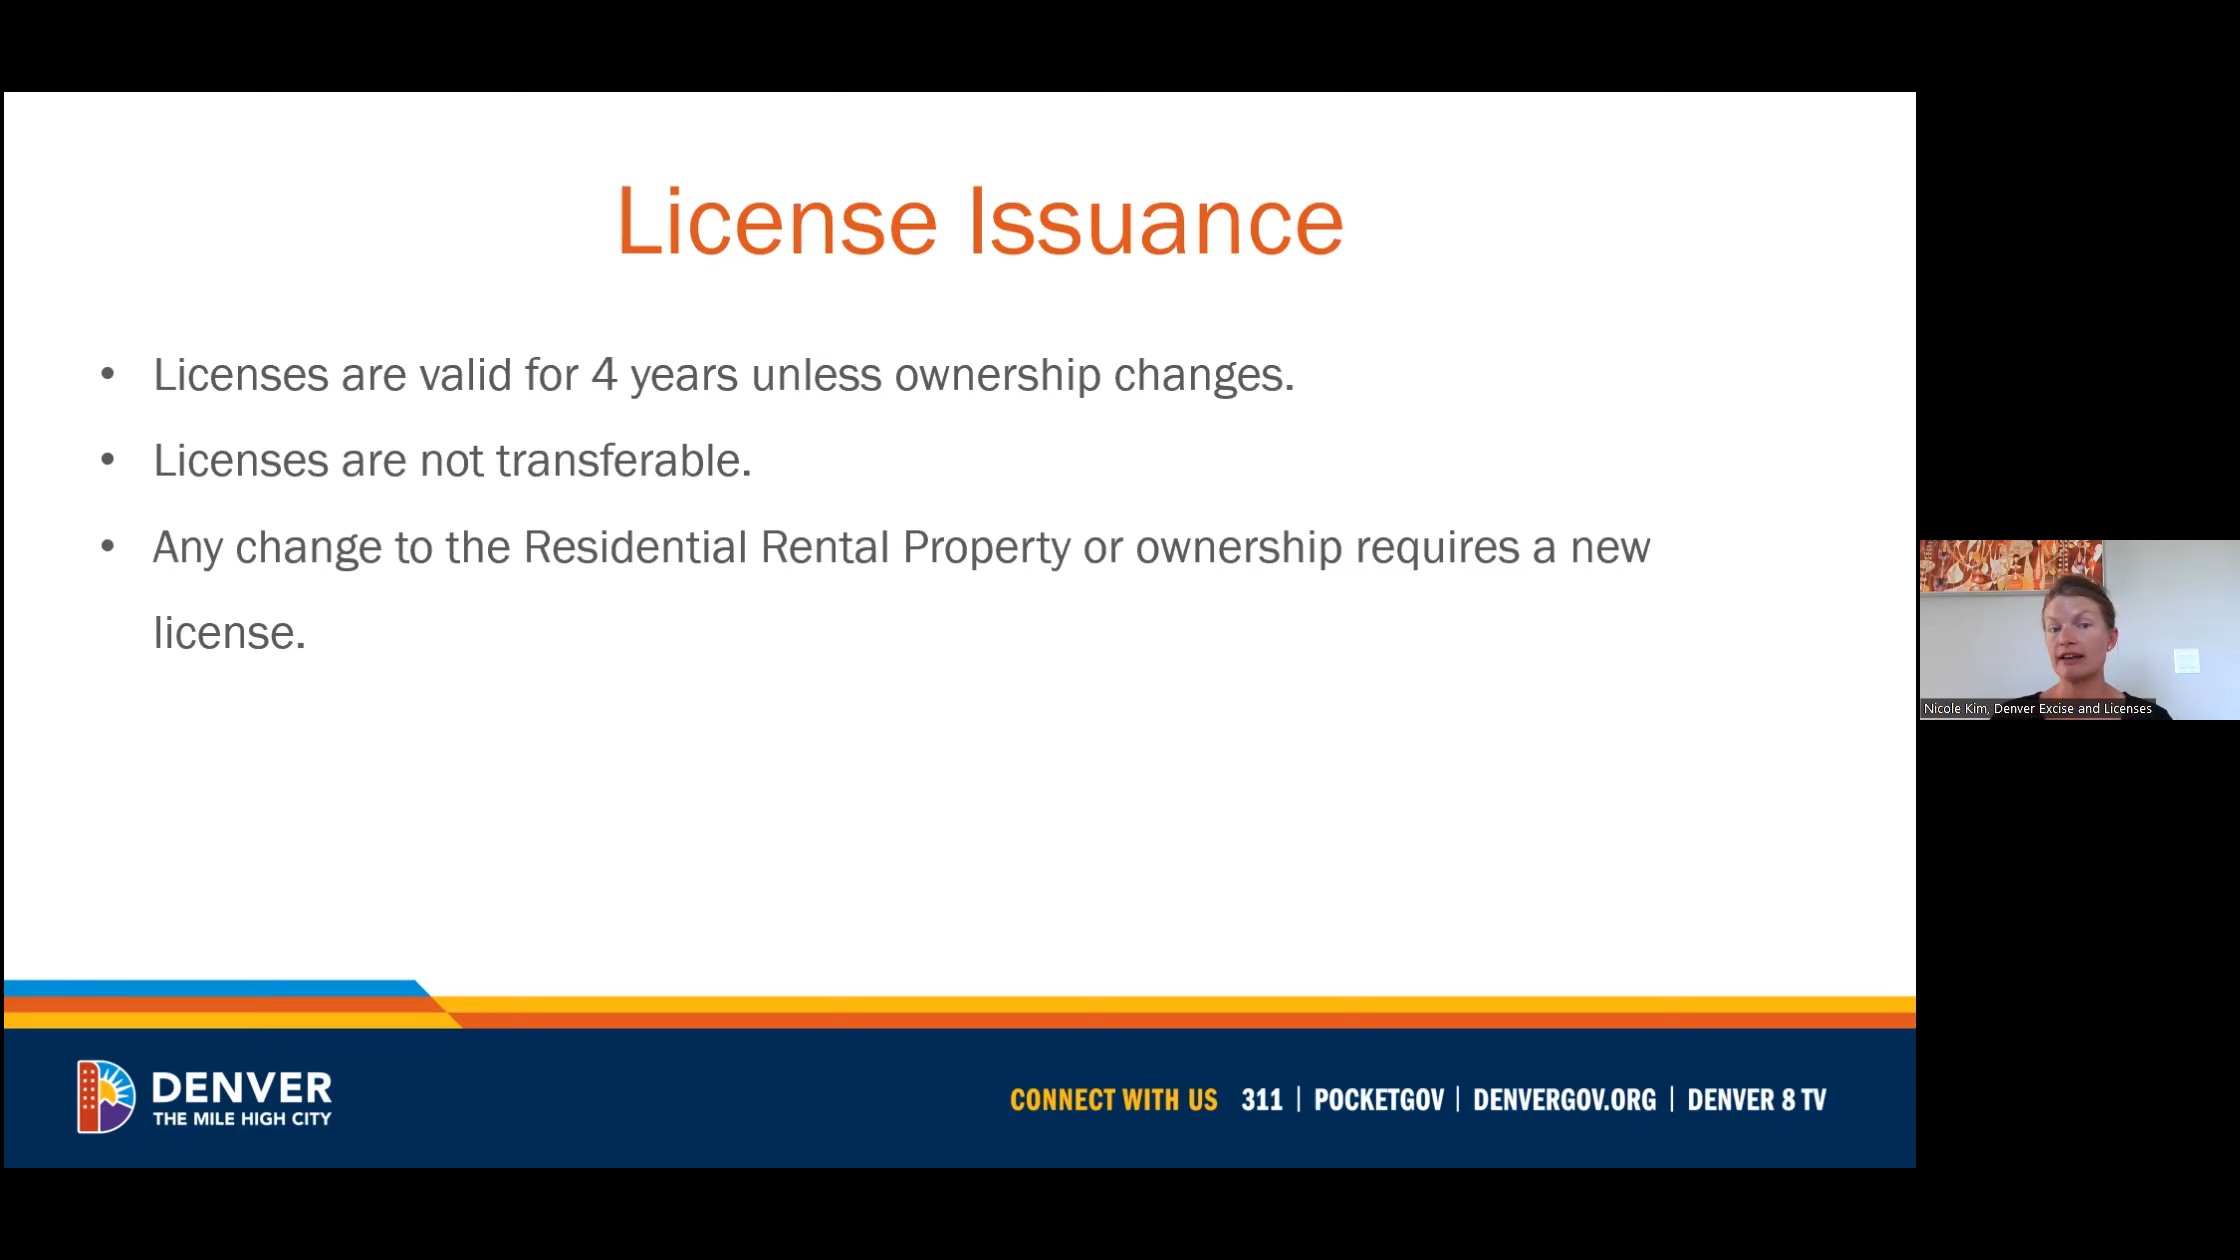 License Issuance
• Licenses are valid for 4 years unless ownership changes.
• Licenses are not transferable.
• Any change to the Residential Rental Property or ownership requires a new
license.
Nicole Kim, Denver Excise and Licenses
DENVER
THE MILE HIGH CITY
CONNECT WITH US 311 | POCKETGOV | DENVERGOV.ORG | DENVER 8 TV